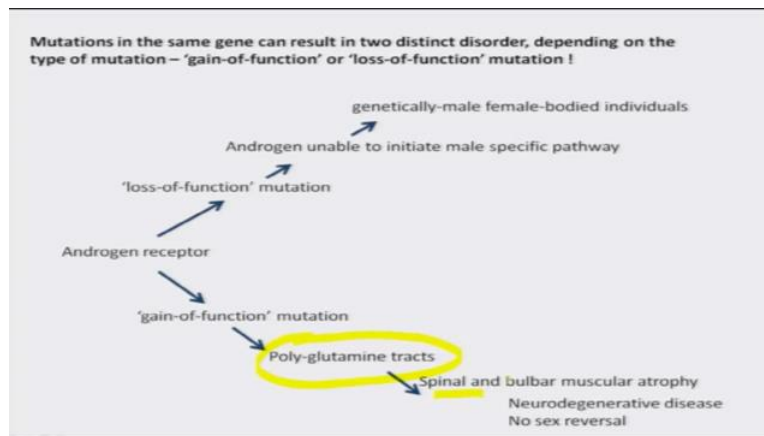 Mutations in the same gene can result in two distinct disorder, depending on the
type of mutation – ‘gain-of-function’ or ‘loss-of-function’ mutation !
genetically-male female-bodied individuals
Androgen unable to initiate male specific pathway
‘loss-of-function’ mutation
Androgen receptor
‘gain-of-function’ mutation
Poly-glutamine tracts
Spinal and bulbar muscular atrophy
Neurodegenerative disease
No sex reversal